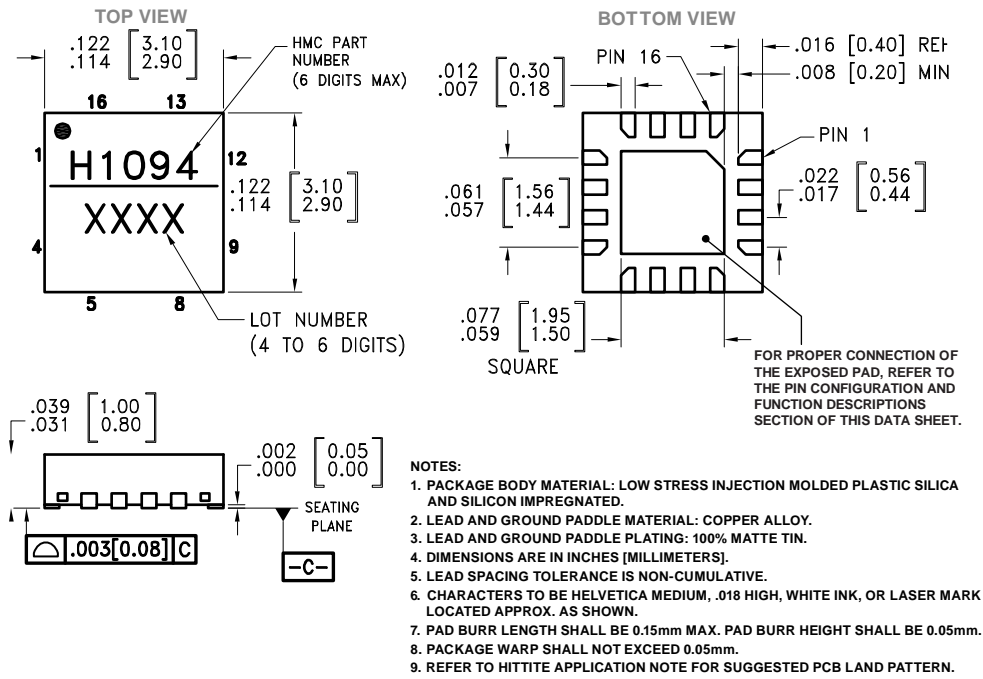 TOP VIEW
.122 [3.10]
.114 [2.90]
HMC PART
NUMBER
(6 DIGITS MAX)
16 13
1
H1094
12
XXXX
.122 [3.10]
.114 [2.90]
4
9
5 8
LOT NUMBER
(4 TO 6 DIGITS)
BOTTOM VIEW
PIN 16
.016 [0.40] REF
.008 [0.20] MIN
.012 [0.30]
.007 [0.18]
PIN 1
.022 [0.56]
.017 [0.44]
.061 [1.56]
.057 [1.44]
.077 [1.95]
.059 [1.50]
SQUARE
FOR PROPER CONNECTION OF
THE EXPOSED PAD, REFER TO
THE PIN CONFIGURATION AND
FUNCTION DESCRIPTIONS
SECTION OF THIS DATA SHEET.
.039 [1.00]
.031 [0.80]
.002 [0.05]
.000 [0.00]
SEATING
PLANE
.003[0.08] C
-C-
NOTES:
1. PACKAGE BODY MATERIAL: LOW STRESS INJECTION MOLDED PLASTIC SILICA
AND SILICON IMPREGNATED.
2. LEAD AND GROUND PADDLE MATERIAL: COPPER ALLOY.
3. LEAD AND GROUND PADDLE PLATING: 100% MATTE TIN.
4. DIMENSIONS ARE IN INCHES [MILLIMETERS].
5. LEAD SPACING TOLERANCE IS NON-CUMULATIVE.
6. CHARACTERS TO BE HELVETICA MEDIUM, .018 HIGH, WHITE INK, OR LASER MARK
LOCATED APPROX. AS SHOWN.
7. PAD BURR LENGTH SHALL BE 0.15mm MAX. PAD BURR HEIGHT SHALL BE 0.05mm.
8. PACKAGE WARP SHALL NOT EXCEED 0.05mm.
9. REFER TO HITTITE APPLICATION NOTE FOR SUGGESTED PCB LAND PATTERN.